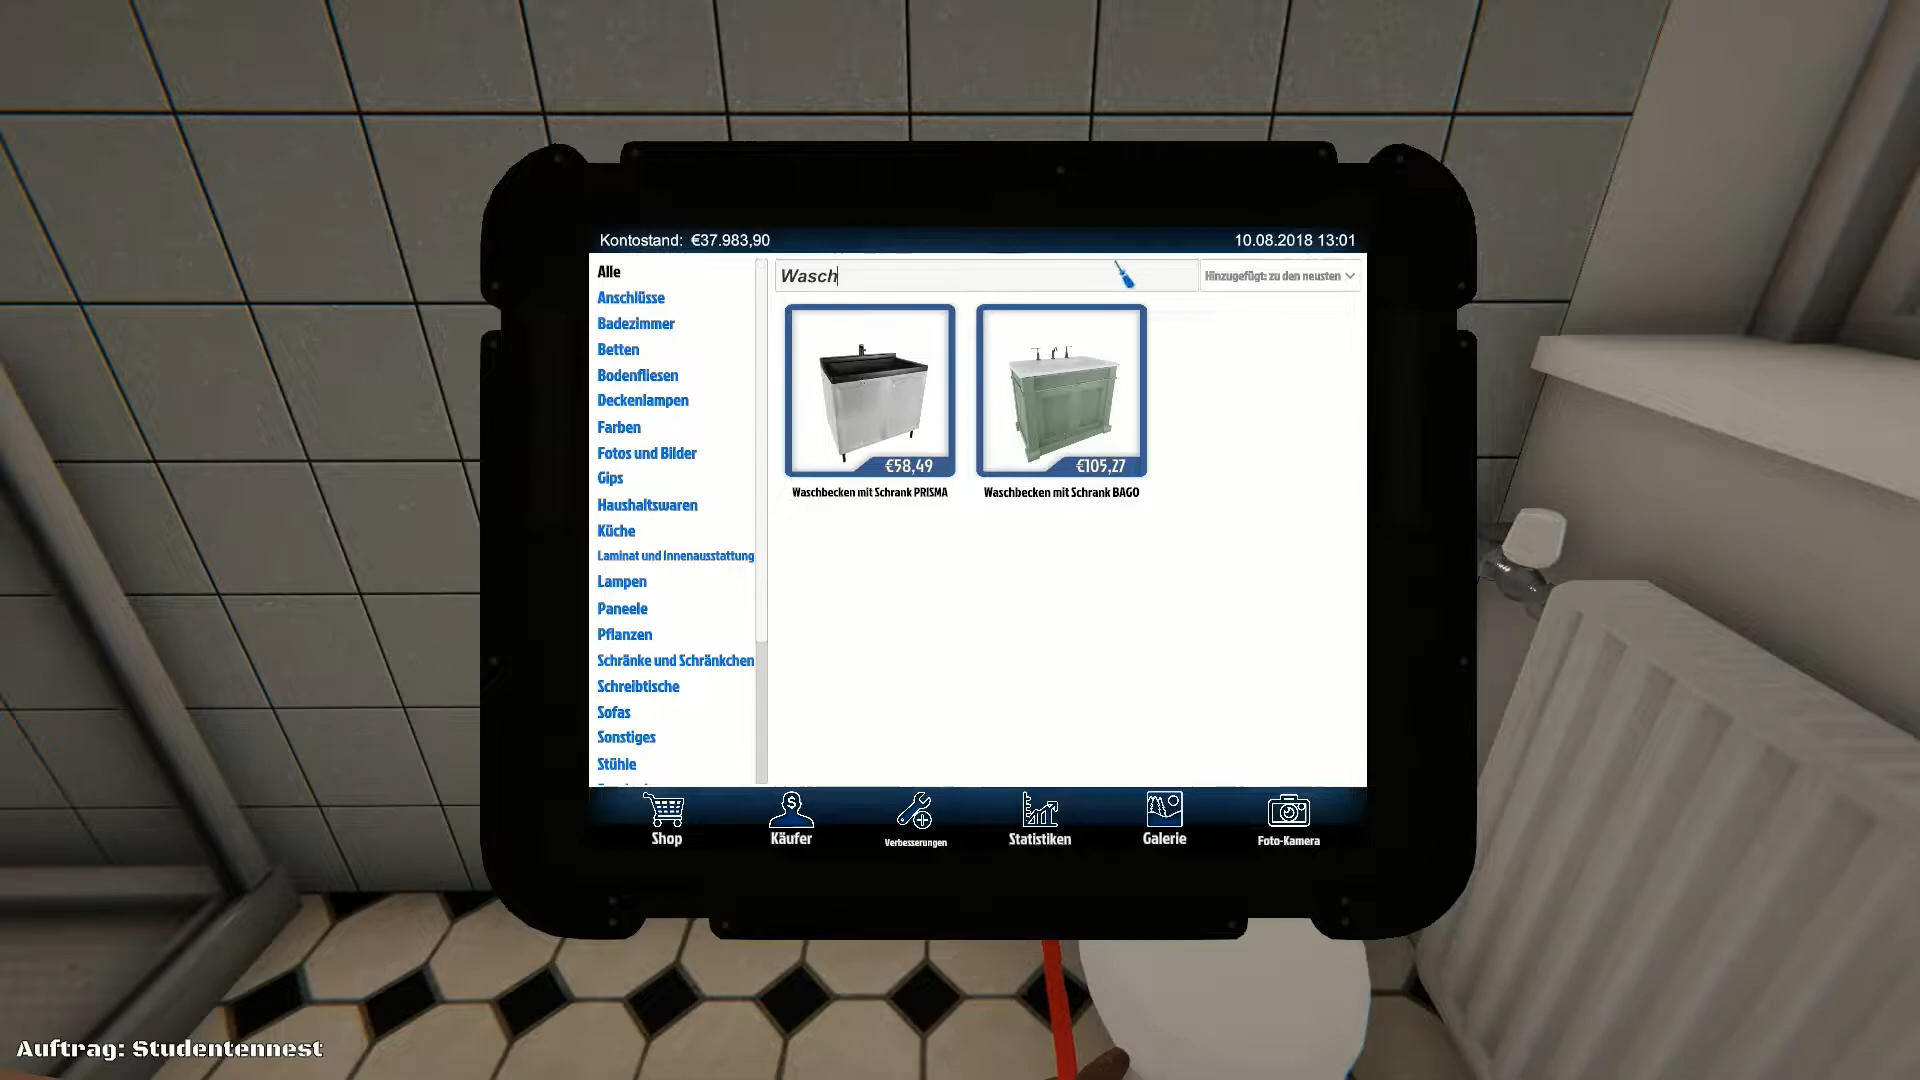 Kontostand: €37.983,90
10.08.2018 13:01
Alle
Anschlüsse
Badezimmer
Betten
Bodenfliesen
Deckenlampen
Farben
Fotos und Bilder
Gips
Haushaltswaren
Küche
Laminat und Innenausstattung
Lampen
Paneele
Pflanzen
Schränke und Schränkchen
Schreibtische
Sofas
Sonstiges
Stühle
Wasch
Hinzugefügt: zu den neusten
€58,49
Waschbecken mit Schrank PRISMA
€105,27
Waschbecken mit Schrank BAGO
Shop
Käufer
Verbesserungen
Statistiken
Galerie
Foto-Kamera
Auftrag: Studentennest